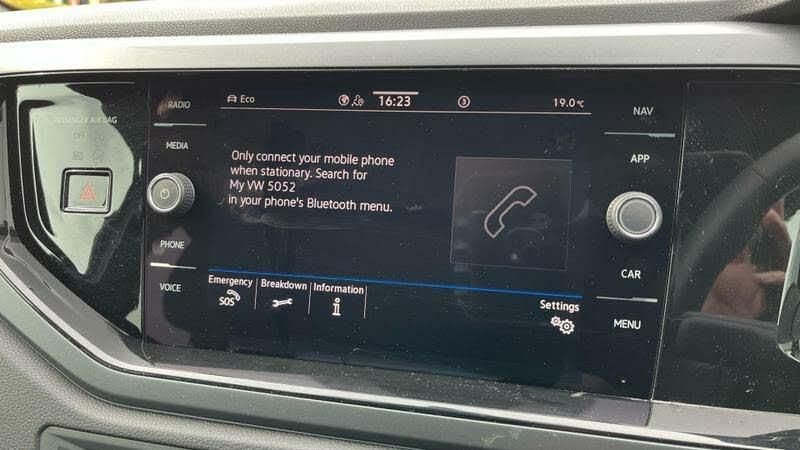 PASSENGER AIR BAG
OFF
RADIO
MEDIA
PHONE
VOICE
Eco
16:23
3
19.0°C
Only connect your mobile phone
when stationary. Search for
My VW 5052
in your phone's Bluetooth menu.
Emergency
SOS
Breakdown
Information
i
Settings
NAV
APP
CAR
MENU